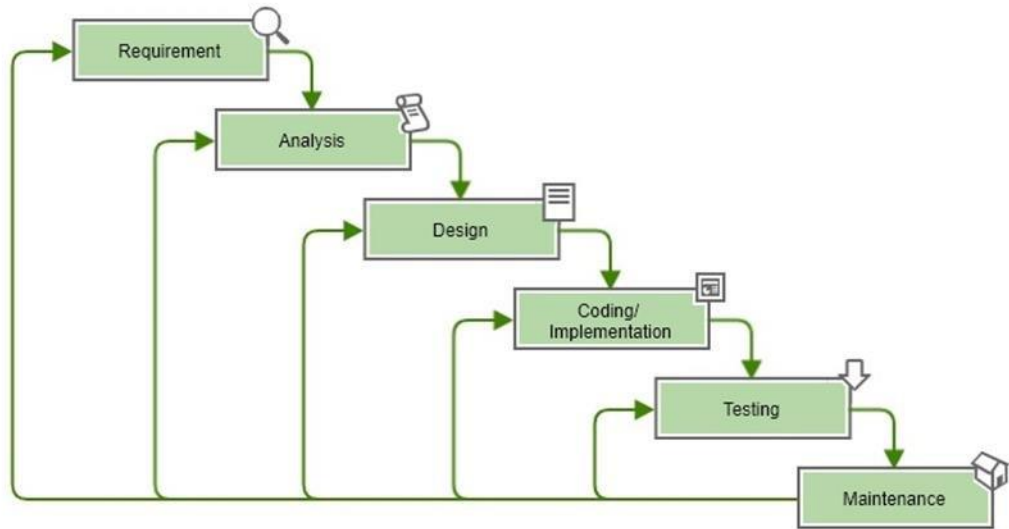 Requirement
Analysis
Design
Coding/
Implementation
Testing
Maintenance